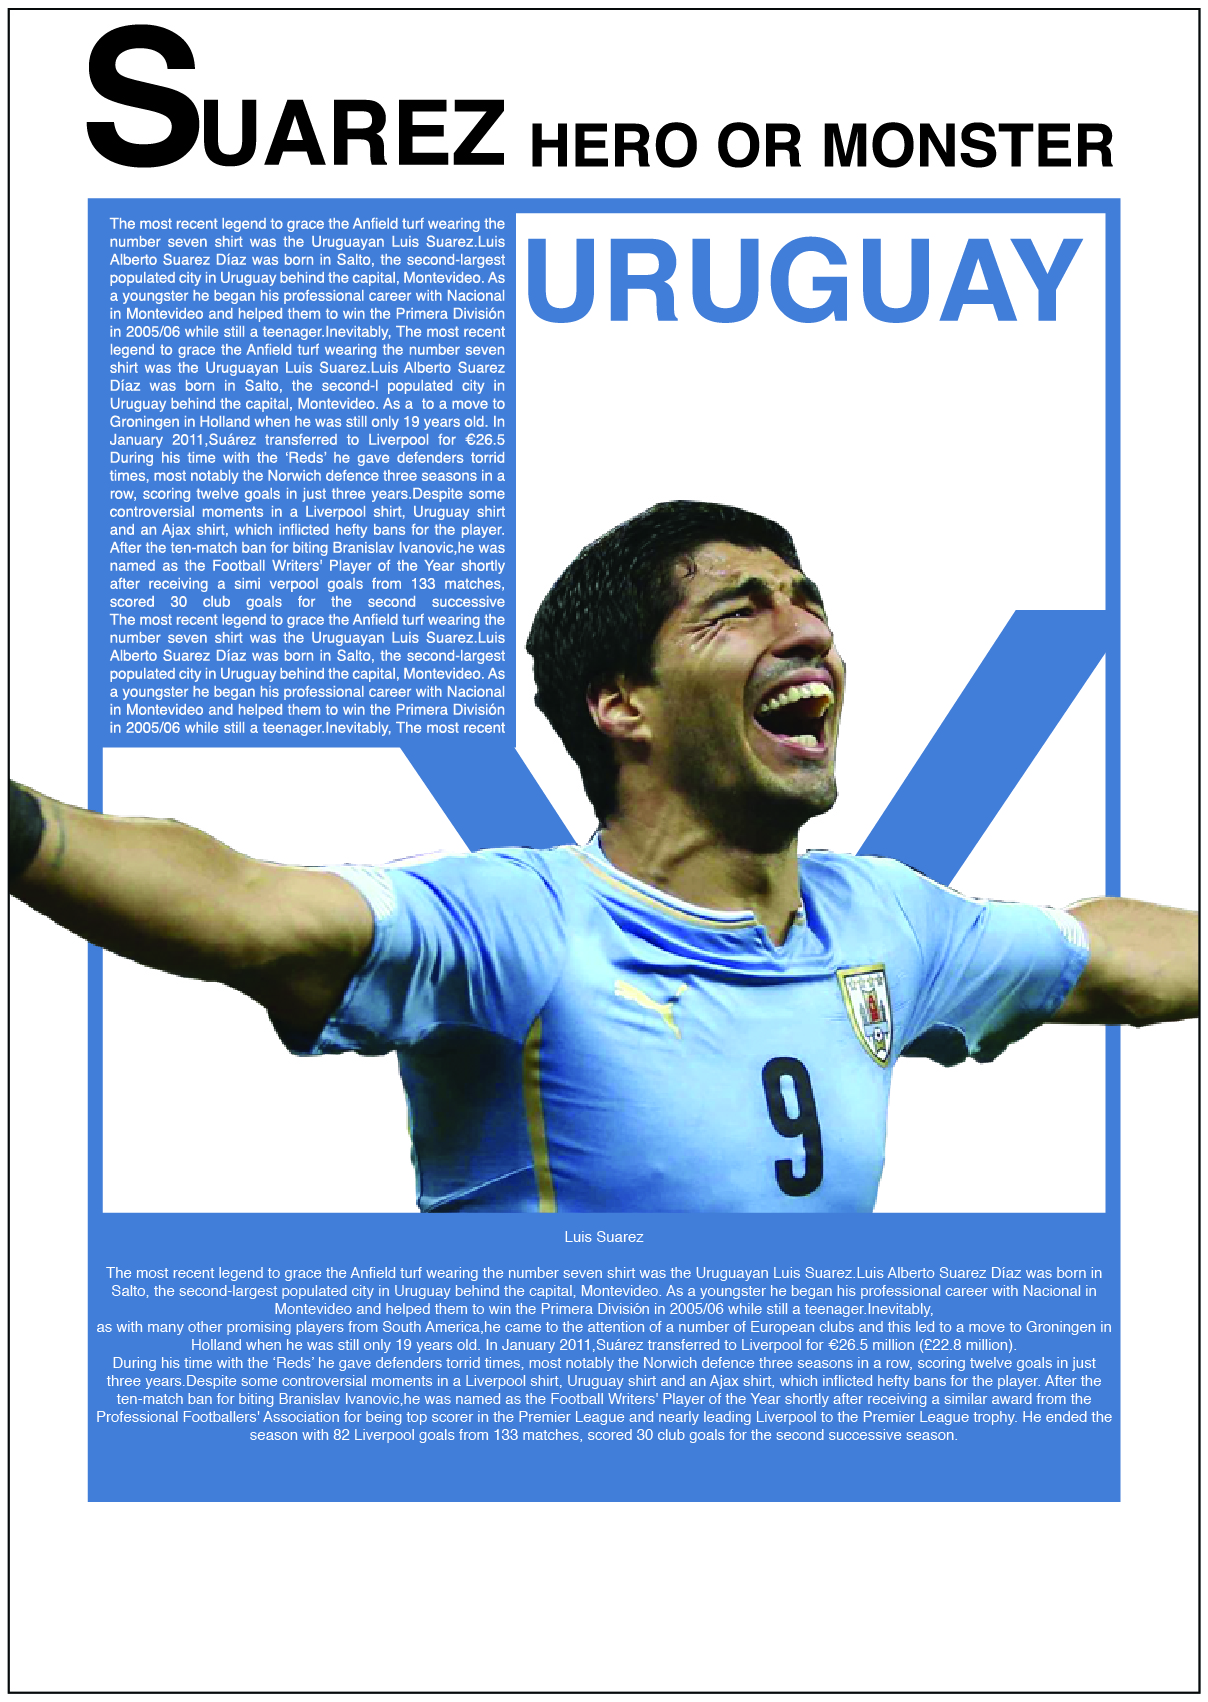 SUAREZ HERO OR MONSTER
The most recent legend to grace the Anfield turf wearing the
number seven shirt was the Uruguayan Luis Suarez.Luis
Alberto Suarez Díaz was born in Salto, the second-largest
populated city in Uruguay behind the capital, Montevideo. As
a youngster he began his professional career with Nacional
in Montevideo and helped them to win the Primera División
in 2005/06 while still a teenager.Inevitably, The most recent
legend to grace the Anfield turf wearing the number seven
shirt was the Uruguayan Luis Suarez.Luis Alberto Suarez
Díaz was born in Salto, the second-l populated city in
Uruguay behind the capital, Montevideo. As a  to a move to
Groningen in Holland when he was still only 19 years old. In
January 2011,Suárez transferred to Liverpool for €26.5
During his time with the ‘Reds’ he gave defenders torrid
times, most notably the Norwich defence three seasons in a
row, scoring twelve goals in just three years.Despite some
controversial moments in a Liverpool shirt, Uruguay shirt
and an Ajax shirt, which inflicted hefty bans for the player.
After the ten-match ban for biting Branislav Ivanovic,he was
named as the Football Writers’ Player of the Year shortly
after receiving a simi verpool goals from 133 matches,
scored 30 club goals for the second successive
The most recent legend to grace the Anfield turf wearing the
number seven shirt was the Uruguayan Luis Suarez.Luis
Alberto Suarez Díaz was born in Salto, the second-largest
populated city in Uruguay behind the capital, Montevideo. As
a youngster he began his professional career with Nacional
in Montevideo and helped them to win the Primera División
in 2005/06 while still a teenager.Inevitably, The most recent
URUGUAY
9
Luis Suarez
The most recent legend to grace the Anfield turf wearing the number seven shirt was the Uruguayan Luis Suarez.Luis Alberto Suarez Díaz was born in
Salto, the second-largest populated city in Uruguay behind the capital, Montevideo. As a youngster he began his professional career with Nacional in
Montevideo and helped them to win the Primera División in 2005/06 while still a teenager.Inevitably,
as with many other promising players from South America,he came to the attention of a number of European clubs and this led to a move to Groningen in
Holland when he was still only 19 years old. In January 2011,Suárez transferred to Liverpool for €26.5 million (£22.8 million).
During his time with the ‘Reds’ he gave defenders torrid times, most notably the Norwich defence three seasons in a row, scoring twelve goals in just
three years.Despite some controversial moments in a Liverpool shirt, Uruguay shirt and an Ajax shirt, which inflicted hefty bans for the player. After the
ten-match ban for biting Branislav Ivanovic,he was named as the Football Writers’ Player of the Year shortly after receiving a similar award from the
Professional Footballers’ Association for being top scorer in the Premier League and nearly leading Liverpool to the Premier League trophy. He ended the
season with 82 Liverpool goals from 133 matches, scored 30 club goals for the second successive season.